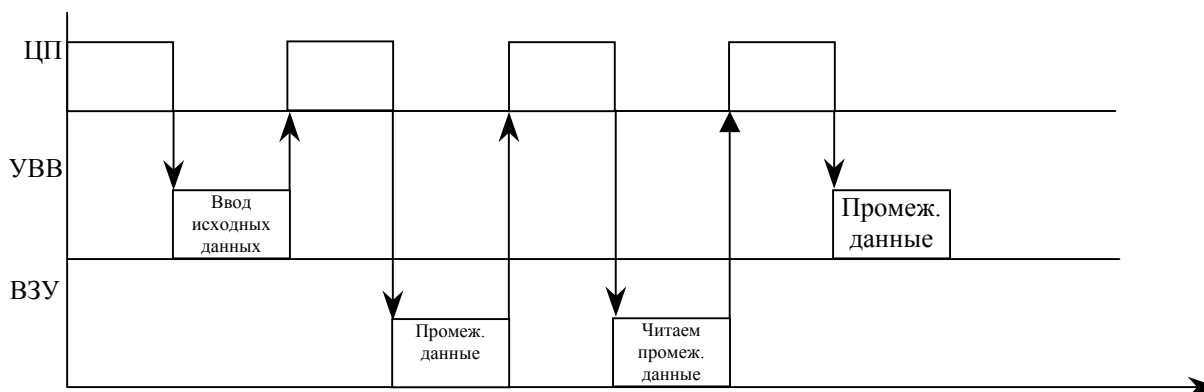 ЦП
УВВ
Ввод
исходных
данных
Промеж.
данные
ВЗУ
Промеж.
данные
Читаем
промеж.
данные